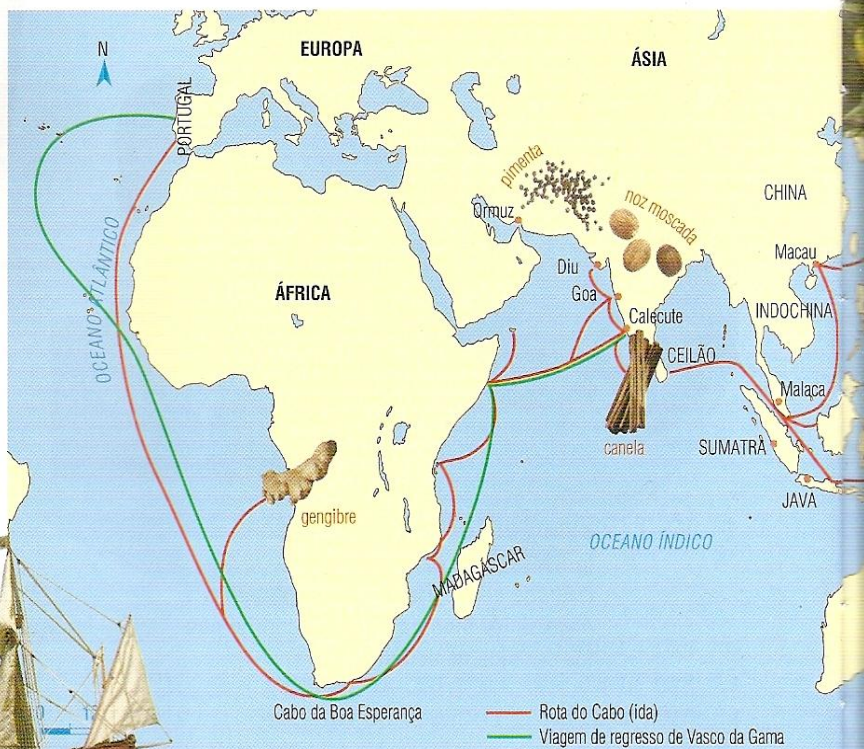 N
EUROPA
ÁSIA
PORTUGAL
pimenta
noz moscada
CHINA
Ormuz
Macau
Diu
OCEANO ATLÂNTICO
ÁFRICA
Goa
INDOCHINA
Calecute
CEILÃO
Malaca
canela
SUMATRA
gengibre
JAVA
OCEANO ÍNDICO
MADAGÁSCAR
Cabo da Boa Esperança
Rota do Cabo (ida)
Viagem de regresso de Vasco da Gama